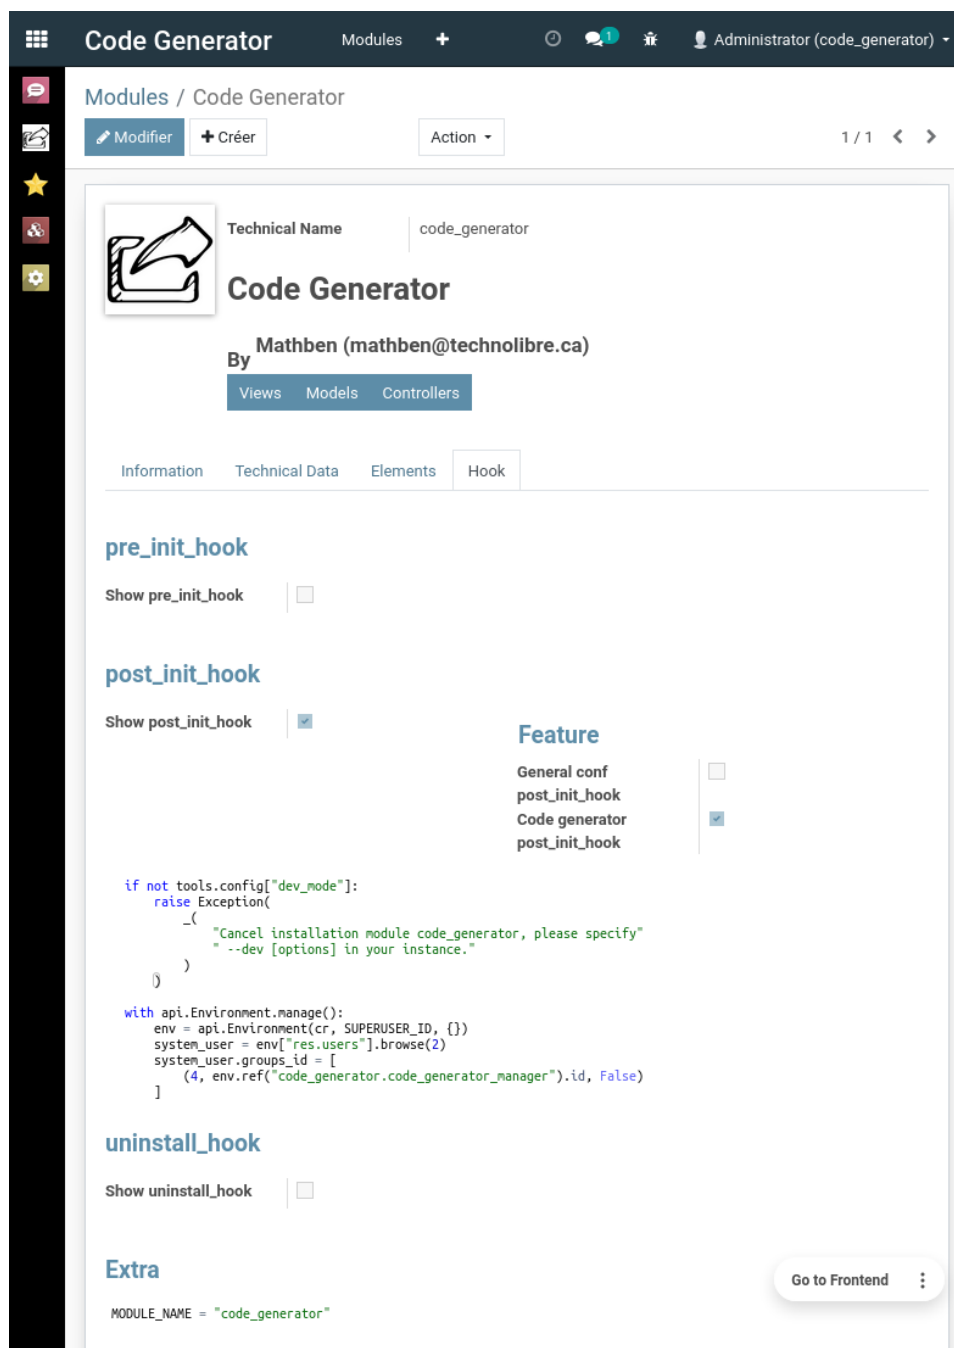 Code Generator Modules + 1 Administrator (code_generator)
Modules / Code Generator
Modifier + Créer Action 1 / 1
Technical Name code_generator
Code Generator
By Mathben (mathben@technolibre.ca)
Views Models Controllers
Information Technical Data Elements Hook
pre_init_hook
Show pre_init_hook
post_init_hook
Show post_init_hook
Feature
General conf
post_init_hook
Code generator
post_init_hook
if not tools.config["dev_mode"]:
    raise Exception(
        _(
            "Cancel installation module code_generator, please specify"
            " --dev [options] in your instance."
        )
    )
with api.Environment.manage():
    env = api.Environment(cr, SUPERUSER_ID, {})
    system_user = env["res.users"].browse(2)
    system_user.groups_id = [
        (4, env.ref("code_generator.code_generator_manager").id, False)
    ]
uninstall_hook
Show uninstall_hook
Extra
Go to Frontend
MODULE_NAME = "code_generator"